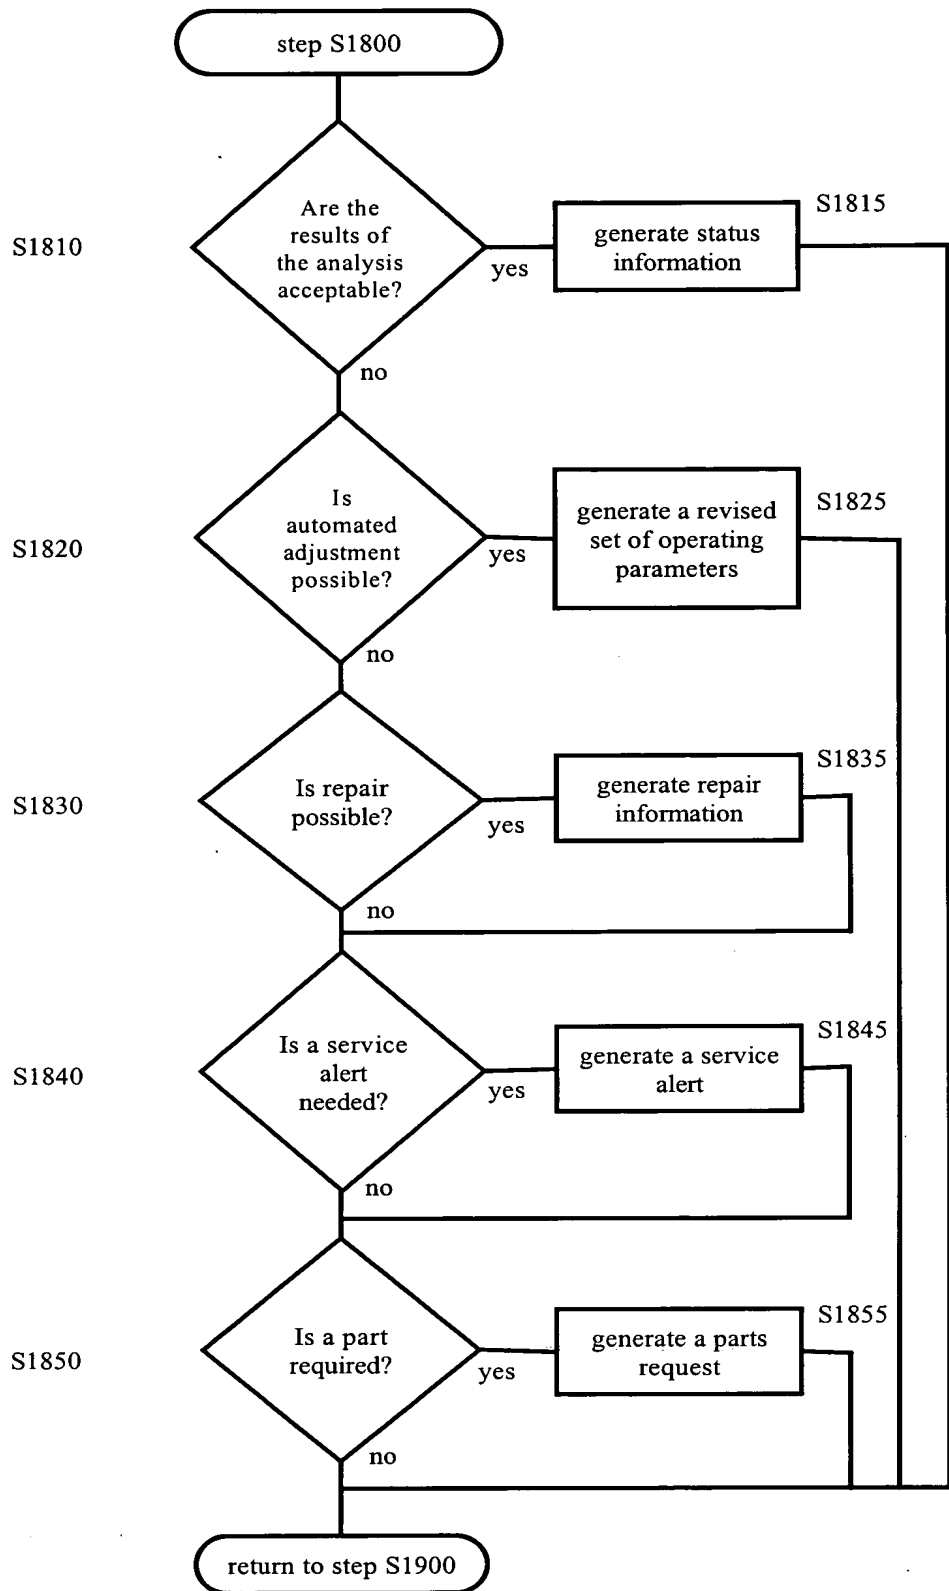 step S1800
S1810
Are the
results of
the analysis
acceptable?
yes
no
S1815
generate status
information
S1820
Is
automated
adjustment
possible?
yes
no
S1825
generate a revised
set of operating
parameters
S1830
Is repair
possible?
yes
no
S1835
generate repair
information
S1840
Is a service
alert
needed?
yes
no
S1845
generate a service
alert
S1850
Is a part
required?
yes
no
S1855
generate a parts
request
return to step S1900